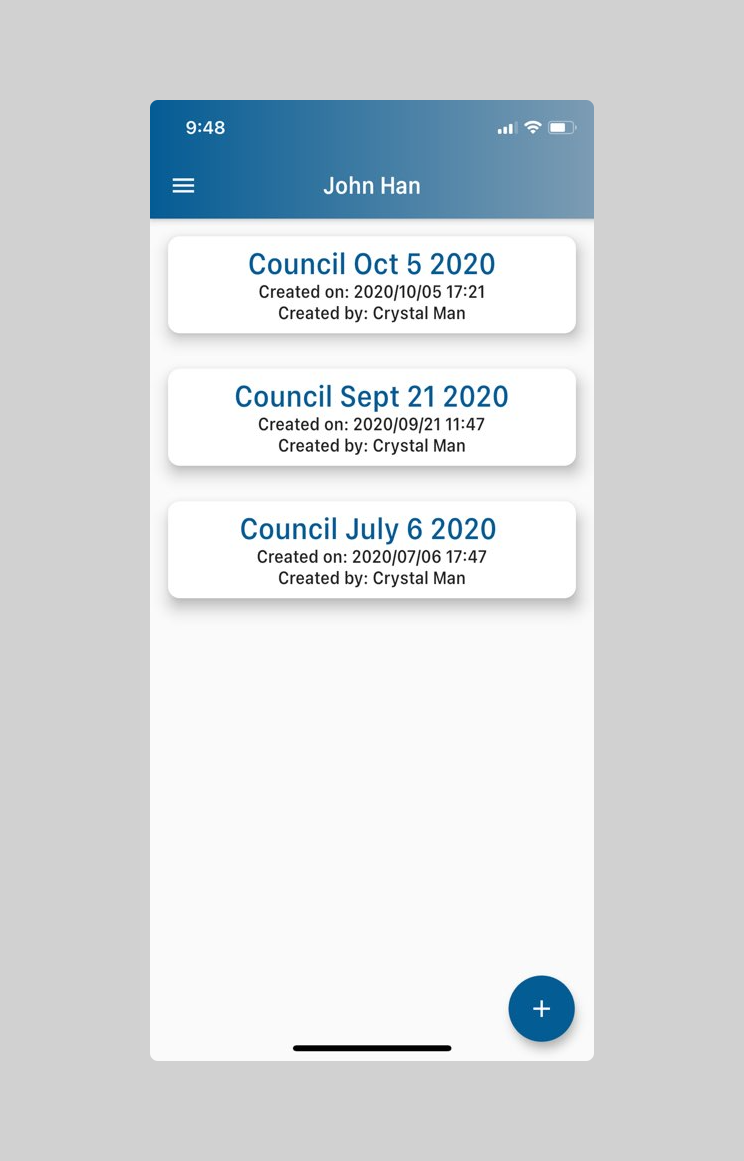 9:48
John Han
Council Oct 5 2020
Created on: 2020/10/05 17:21
Created by: Crystal Man
Council Sept 21 2020
Created on: 2020/09/21 11:47
Created by: Crystal Man
Council July 6 2020
Created on: 2020/07/06 17:47
Created by: Crystal Man
+